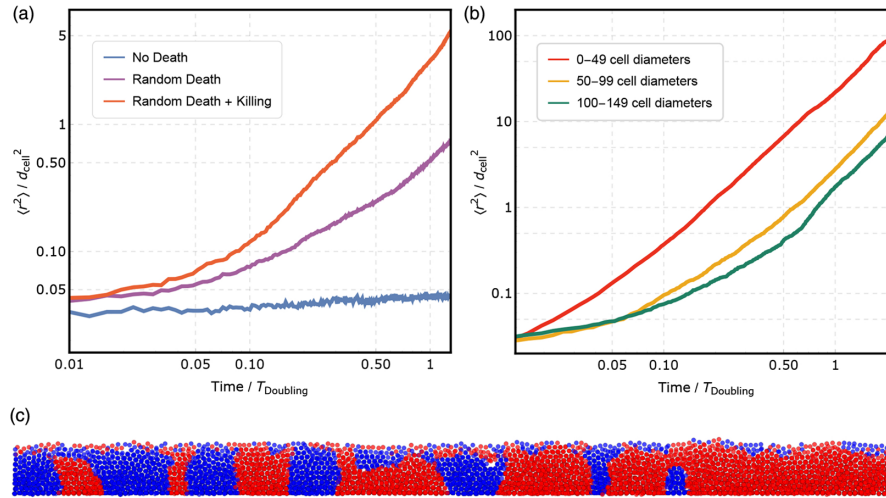 (a)
5
1
0.50
0.10
0.05
⟨r²⟩ / d_cell²
No Death
Random Death
Random Death + Killing
0.01 0.05 0.10 0.50 1
Time / T_Doubling
(b)
100
10
1
0.1
⟨r²⟩ / d_cell²
0–49 cell diameters
50–99 cell diameters
100–149 cell diameters
0.05 0.10 0.50 1
Time / T_Doubling
(c)